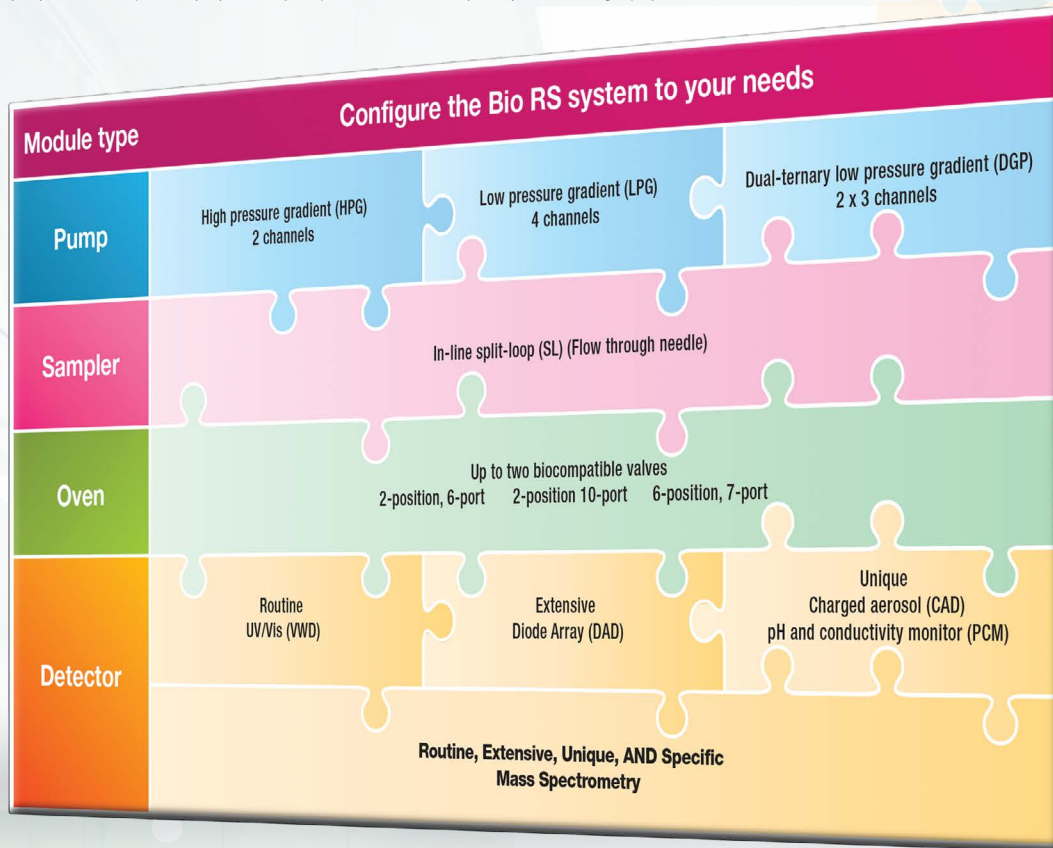 Module type
Configure the Bio RS system to your needs
Pump
High pressure gradient (HPG)
2 channels
Low pressure gradient (LPG)
4 channels
Dual-ternary low pressure gradient (DGP)
2 x 3 channels
Sampler
In-line split-loop (SL) (Flow through needle)
Oven
Up to two biocompatible valves
2-position, 6-port 2-position 10-port 6-position, 7-port
Detector
Routine
UV/Vis (VWD)
Extensive
Diode Array (DAD)
Unique
Charged aerosol (CAD)
pH and conductivity monitor (PCM)
Routine, Extensive, Unique, AND Specific
Mass Spectrometry